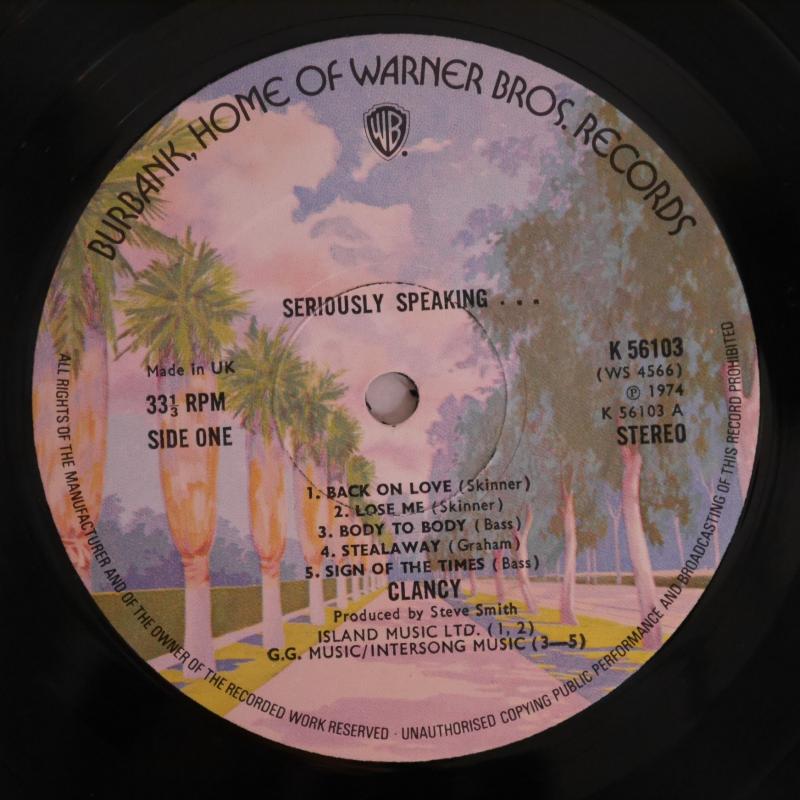 BURBANK, HOME OF WARNER BROS. RECORDS
WB
SERIOUSLY SPEAKING . . .
Made in UK
33⅓ RPM
SIDE ONE
K 56103
(WS 4566)
℗ 1974
K 56103 A
STEREO
1. BACK ON LOVE (Skinner)
2. LOSE ME (Skinner)
3. BODY TO BODY (Bass)
4. STEALAWAY (Graham)
5. SIGN OF THE TIMES (Bass)
CLANCY
Produced by Steve Smith
ISLAND MUSIC LTD. (1, 2)
G.G. MUSIC/INTERSONG MUSIC (3—5)
ALL RIGHTS OF THE MANUFACTURER AND OF THE OWNER OF THE RECORDED WORK RESERVED · UNAUTHORISED COPYING PUBLIC PERFORMANCE AND BROADCASTING OF THIS RECORD PROHIBITED